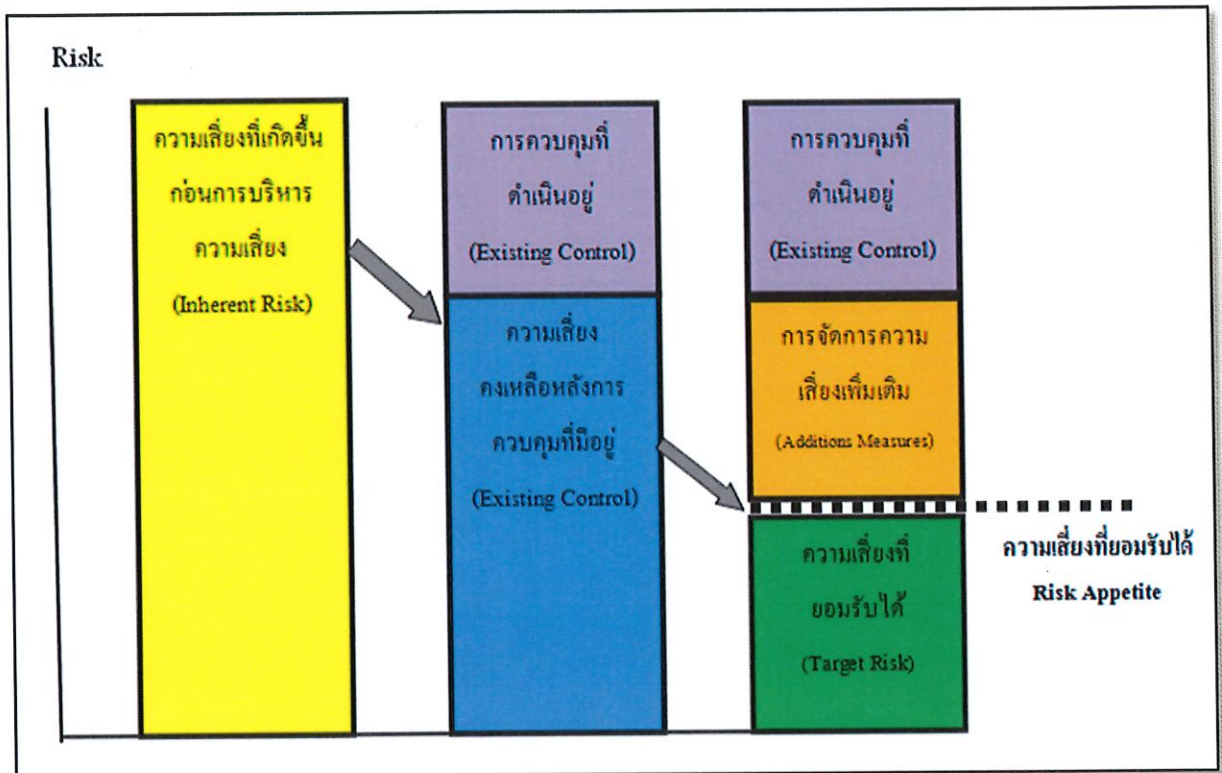 Risk
ความเสี่ยงที่เกิดขึ้น
ก่อนการบริหาร
ความเสี่ยง
(Inherent Risk)
การควบคุมที่
ดำเนินอยู่
(Existing Control)
ความเสี่ยง
คงเหลือหลังการ
ควบคุมที่มีอยู่
(Existing Control)
การควบคุมที่
ดำเนินอยู่
(Existing Control)
การจัดการความ
เสี่ยงเพิ่มเติม
(Additions Measures)
ความเสี่ยงที่
ยอมรับได้
(Target Risk)
ความเสี่ยงที่ยอมรับได้
Risk Appetite